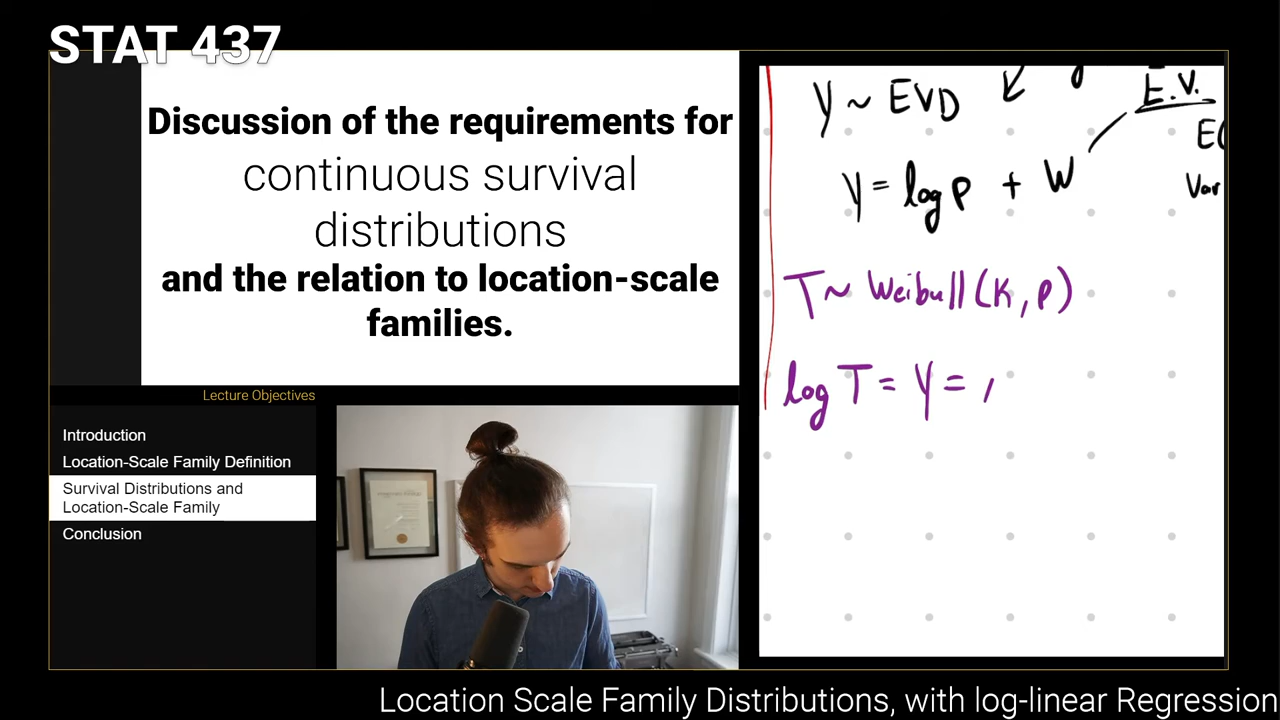 STAT 437
Discussion of the requirements for
continuous survival
distributions
and the relation to location-scale
families.
Lecture Objectives
Introduction
Location-Scale Family Definition
Survival Distributions and
Location-Scale Family
Conclusion
Y ~ EVD
E.V.
E(
Y = log ρ + W
Var
T ~ Weibull (K, ρ)
log T = Y =
Location Scale Family Distributions, with log-linear Regression